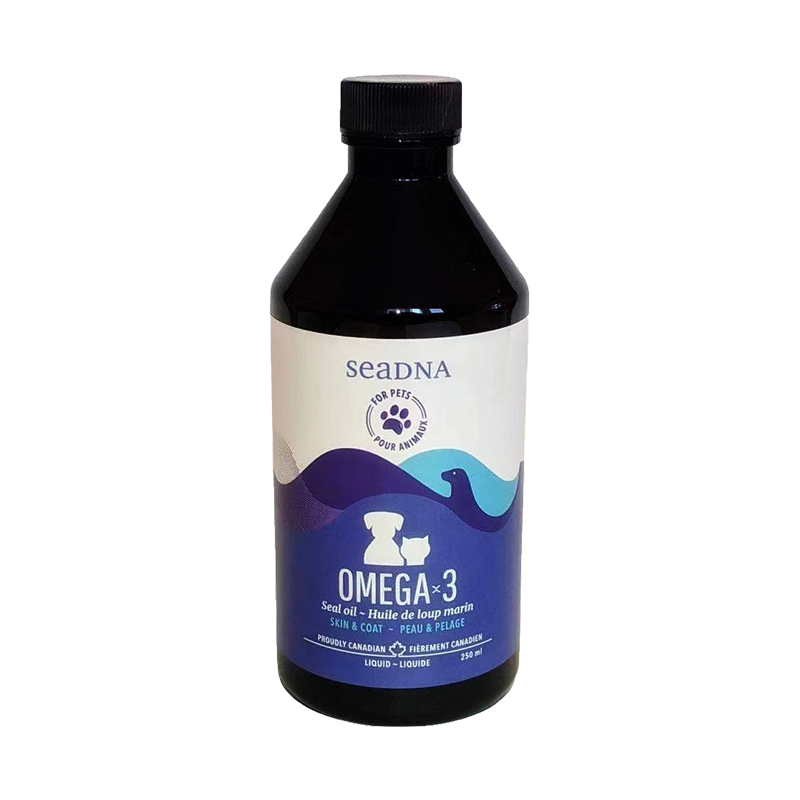 seaDNA
FOR PETS
POUR ANIMAUX
OMEGA×3
Seal oil ~ Huile de loup marin
SKIN & COAT ~ PEAU & PELAGE
PROUDLY CANADIAN FIÈREMENT CANADIEN
LIQUID ~ LIQUIDE 250 ml